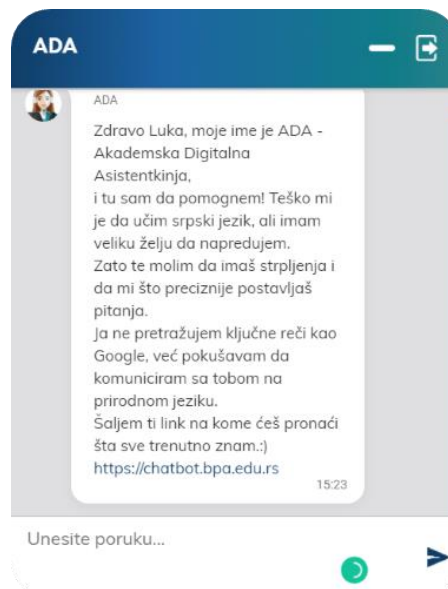 ADA
ADA
Zdravo Luka, moje ime je ADA -
Akademska Digitalna
Asistentkinja,
i tu sam da pomognem! Teško mi
je da učim srpski jezik, ali imam
veliku želju da napredujem.
Zato te molim da imaš strpljenja i
da mi što preciznije postavljaš
pitanja.
Ja ne pretražujem ključne reči kao
Google, već pokušavam da
komuniciram sa tobom na
prirodnom jeziku.
Šaljem ti link na kome ćeš pronaći
šta sve trenutno znam.:)
https://chatbot.bpa.edu.rs
15:23
Unesite poruku...